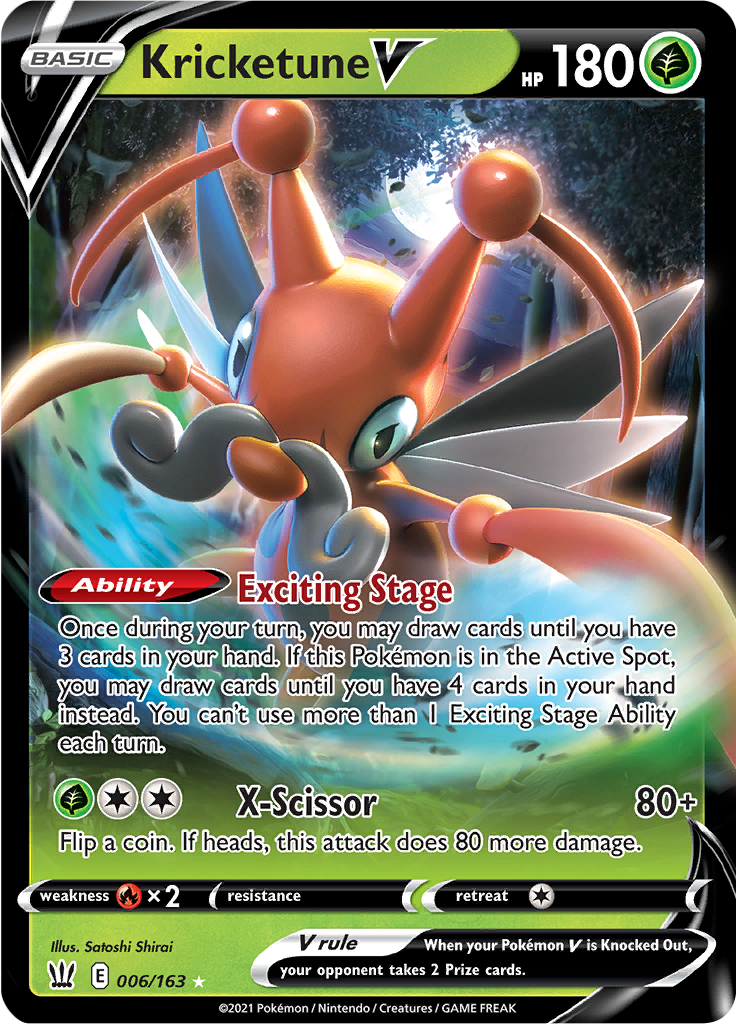 BASIC Kricketune V HP 180
Ability Exciting Stage
Once during your turn, you may draw cards until you have
3 cards in your hand. If this Pokémon is in the Active Spot,
you may draw cards until you have 4 cards in your hand
instead. You can't use more than 1 Exciting Stage Ability
each turn.
X-Scissor 80+
Flip a coin. If heads, this attack does 80 more damage.
weakness ×2 resistance retreat
Illus. Satoshi Shirai
V rule When your Pokémon V is Knocked Out,
your opponent takes 2 Prize cards.
E 006/163
©2021 Pokémon / Nintendo / Creatures / GAME FREAK